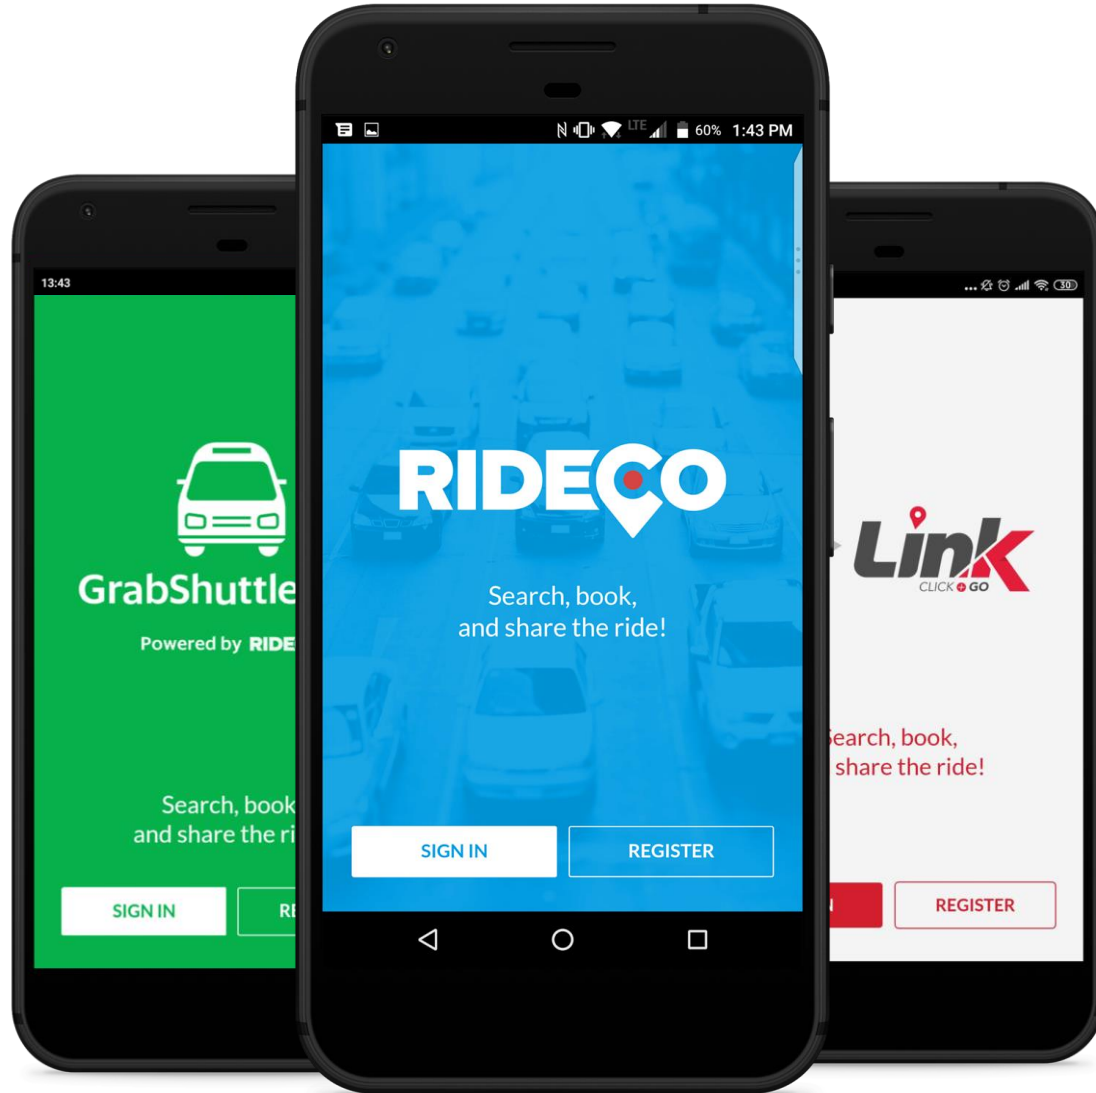 LTE 60% 1:43 PM
RIDECO
Search, book,
and share the ride!
SIGN IN REGISTER
13:43
GrabShuttle
Powered by RIDE
Search, book
and share the ri
SIGN IN RE
30
Link
CLICK GO
Search, book,
share the ride!
REGISTER